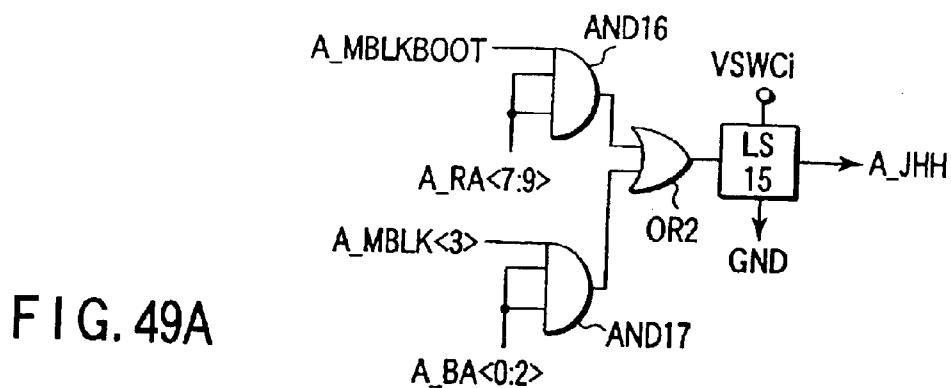 AND16
A_MBLKBOOT
VSWCi
LS
15
A_JHH
A_RA<7:9>
OR2
GND
A_MBLK<3>
AND17
FIG. 49A
A_BA<0:2>